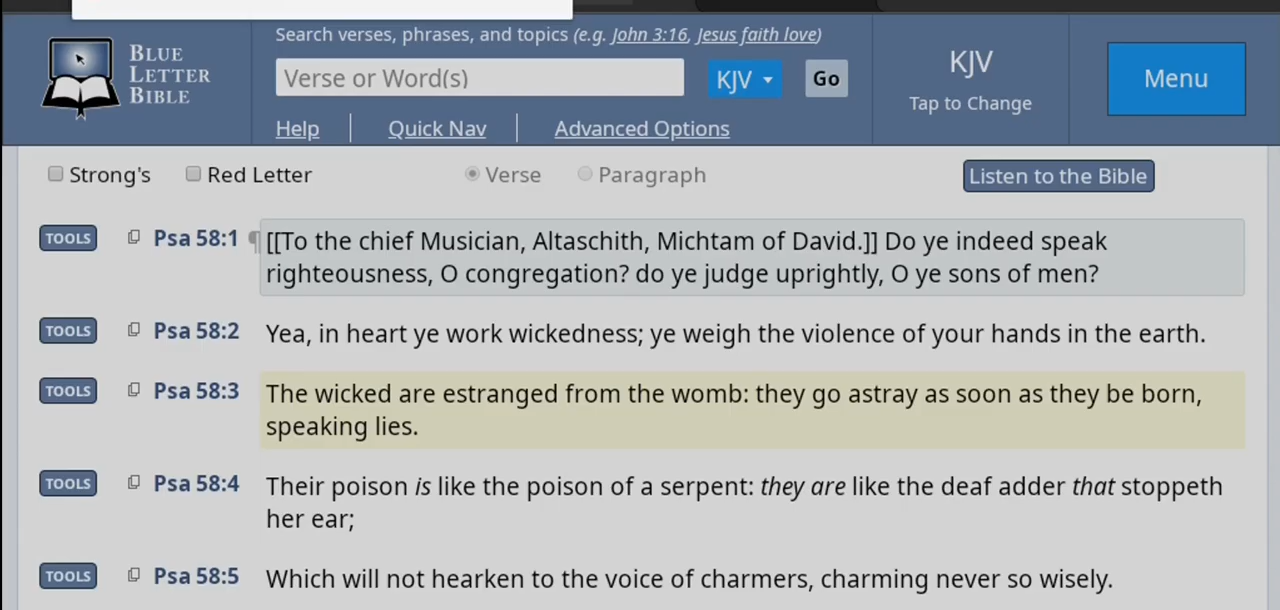 Search verses, phrases, and topics (e.g. John 3:16, Jesus faith love)
BLUE
LETTER
BIBLE
Verse or Word(s)
KJV
Go
Help
Quick Nav
Advanced Options
KJV
Tap to Change
Menu
Strong's
Red Letter
Verse
Paragraph
Listen to the Bible
TOOLS Psa 58:1 ¶ [[To the chief Musician, Altaschith, Michtam of David.]] Do ye indeed speak
righteousness, O congregation? do ye judge uprightly, O ye sons of men?
TOOLS Psa 58:2 Yea, in heart ye work wickedness; ye weigh the violence of your hands in the earth.
TOOLS Psa 58:3 The wicked are estranged from the womb: they go astray as soon as they be born,
speaking lies.
TOOLS Psa 58:4 Their poison is like the poison of a serpent: they are like the deaf adder that stoppeth
her ear;
TOOLS Psa 58:5 Which will not hearken to the voice of charmers, charming never so wisely.